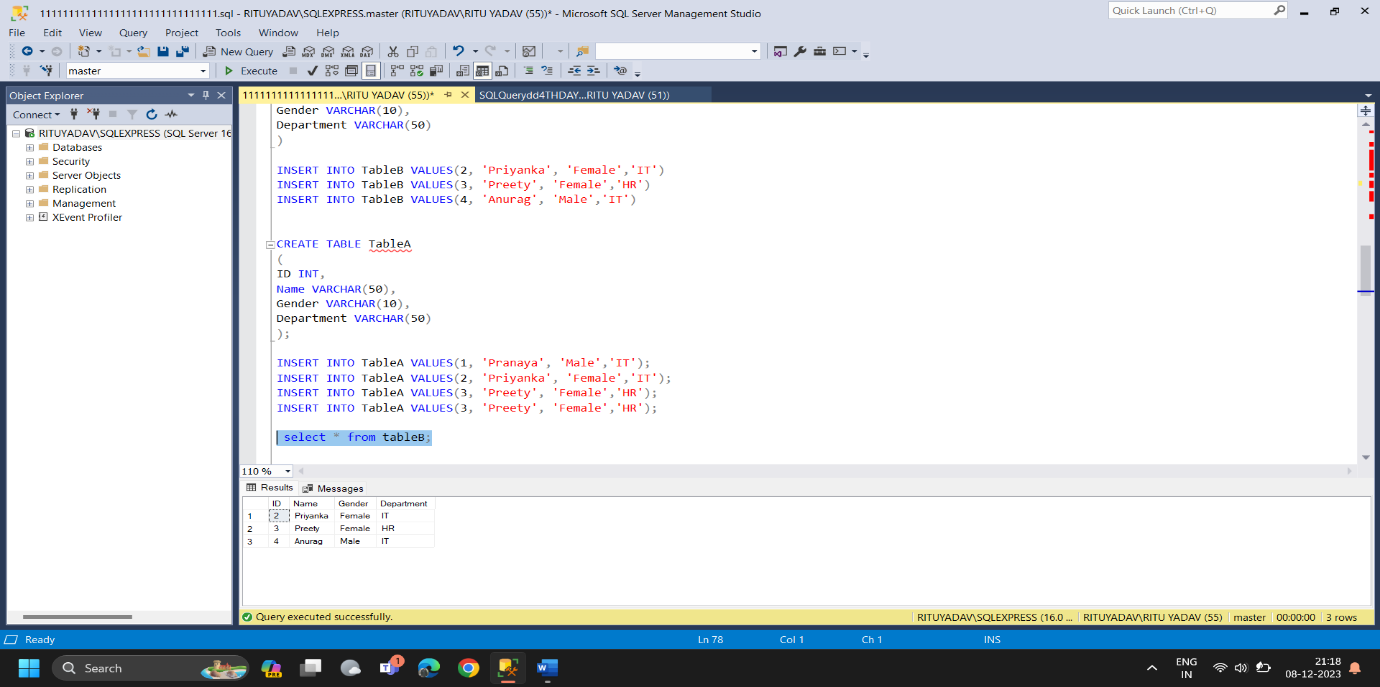 1111111111111111111111111111111.sql - RITUYADAV\SQLEXPRESS.master (RITUYADAV\RITU YADAV (55))* - Microsoft SQL Server Management Studio
Quick Launch (Ctrl+Q)
File Edit View Query Project Tools Window Help
New Query
master Execute
Object Explorer
1111111111111111...\RITU YADAV (55))* SQLQuerydd4THDAY...RITU YADAV (51))
Connect
RITUYADAV\SQLEXPRESS (SQL Server 16
Databases
Security
Server Objects
Replication
Management
XEvent Profiler
Gender VARCHAR(10),
Department VARCHAR(50)
)
INSERT INTO TableB VALUES(2, 'Priyanka', 'Female','IT')
INSERT INTO TableB VALUES(3, 'Preety', 'Female','HR')
INSERT INTO TableB VALUES(4, 'Anurag', 'Male','IT')
CREATE TABLE TableA
(
ID INT,
Name VARCHAR(50),
Gender VARCHAR(10),
Department VARCHAR(50)
);
INSERT INTO TableA VALUES(1, 'Pranaya', 'Male','IT');
INSERT INTO TableA VALUES(2, 'Priyanka', 'Female','IT');
INSERT INTO TableA VALUES(3, 'Preety', 'Female','HR');
INSERT INTO TableA VALUES(3, 'Preety', 'Female','HR');
select * from tableB;
110 %
Results Messages
ID Name Gender Department
1 2 Priyanka Female IT
2 3 Preety Female HR
3 4 Anurag Male IT
Query executed successfully. RITUYADAV\SQLEXPRESS (16.0 ... RITUYADAV\RITU YADAV (55) master 00:00:00 3 rows
Ready Ln 78 Col 1 Ch 1 INS
Search PRE 1 ENG IN 21:18 08-12-2023